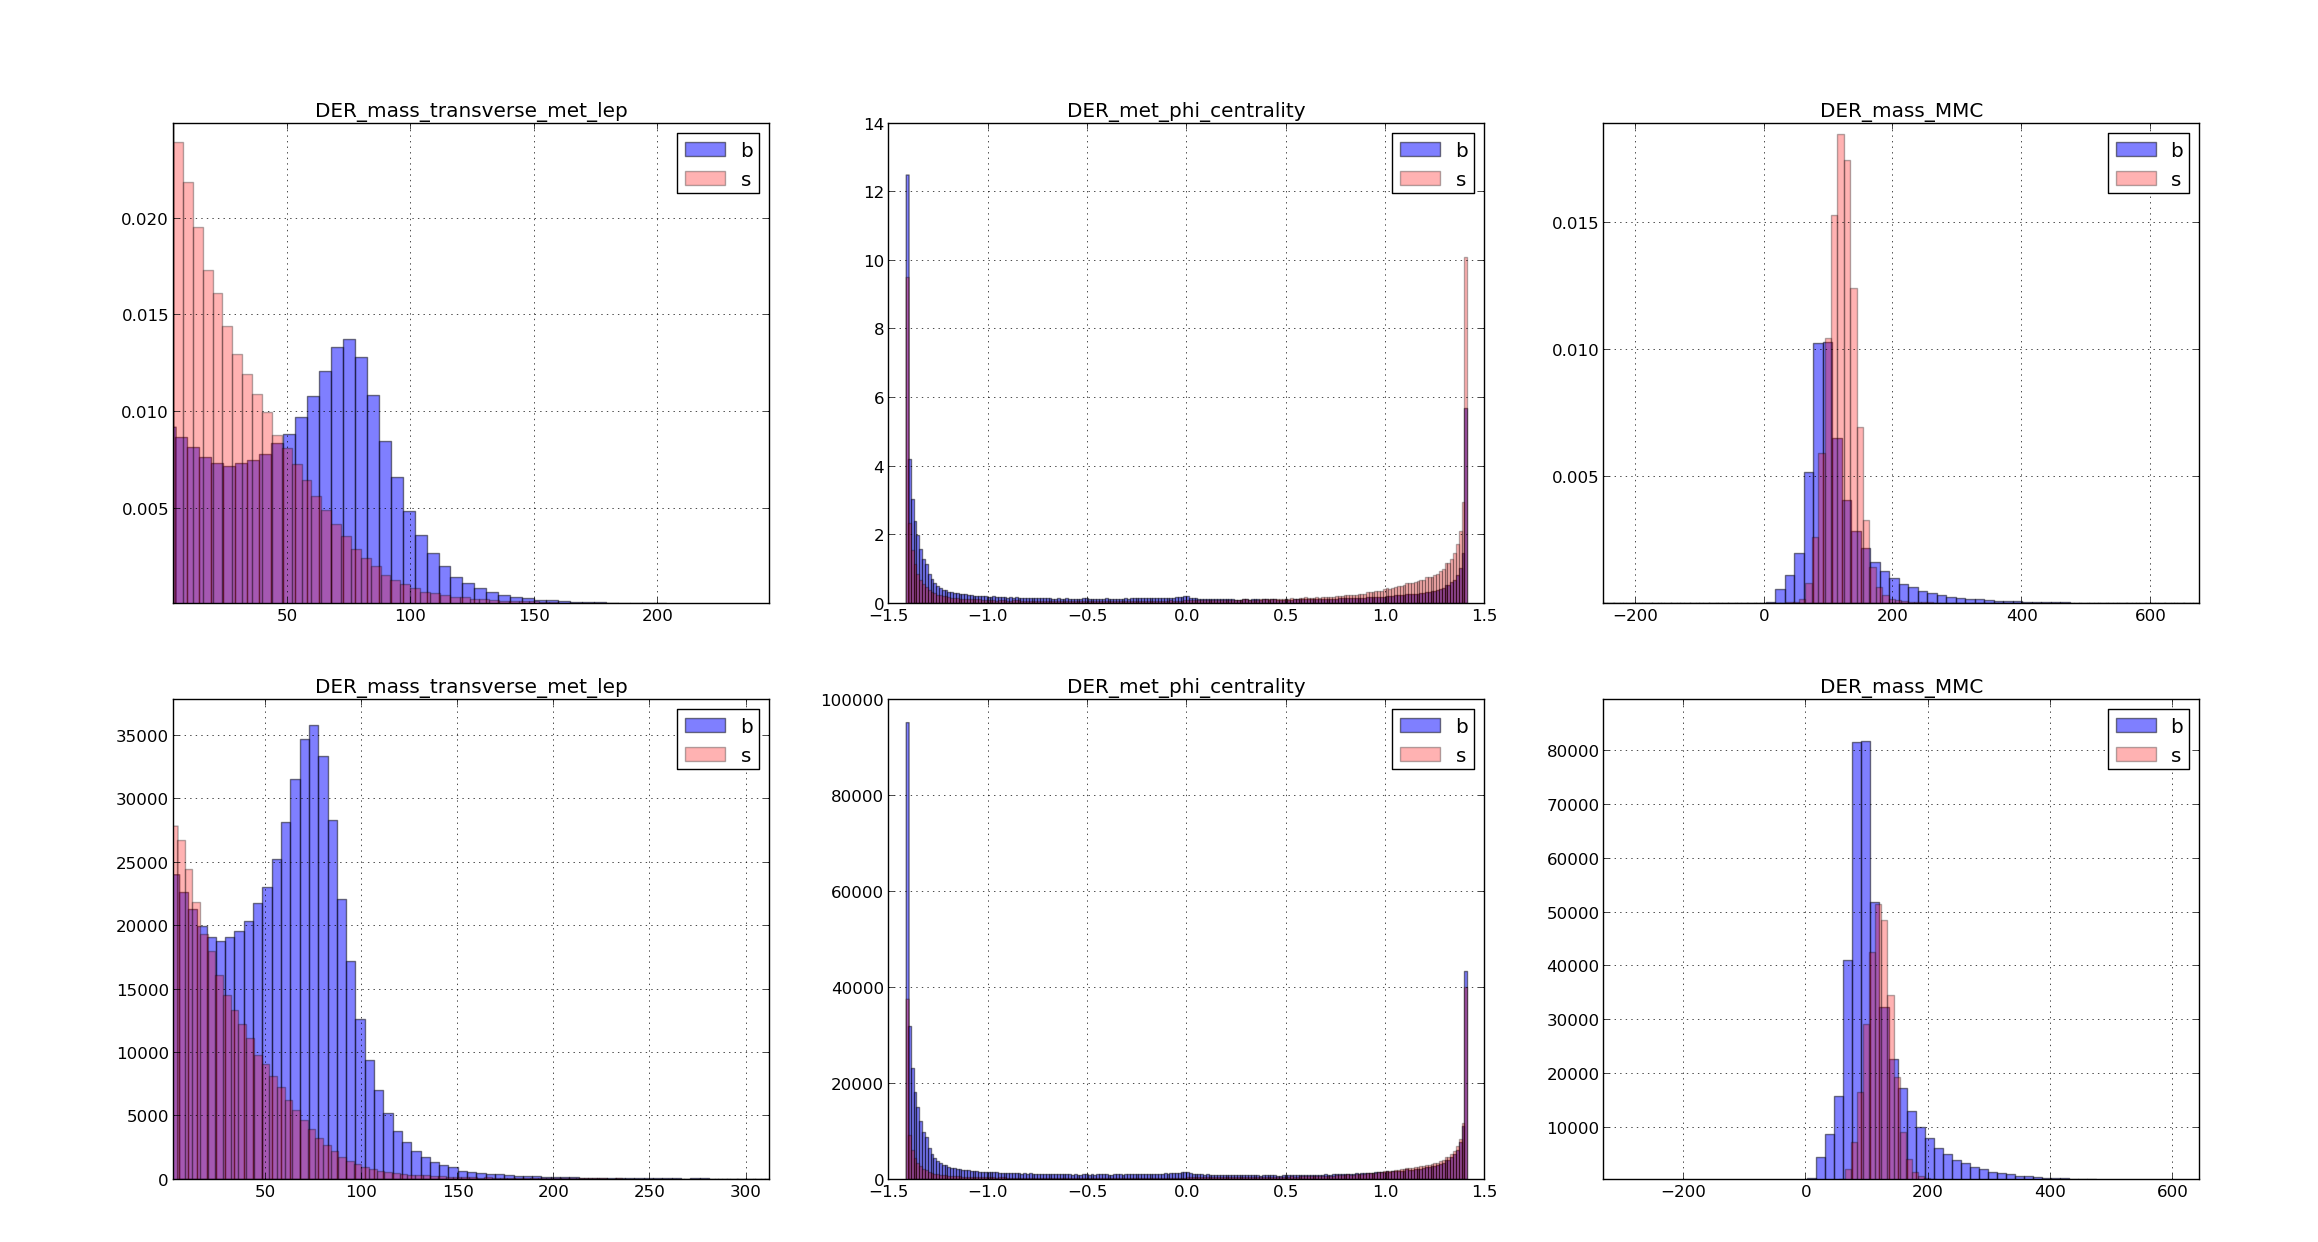 DER_mass_transverse_met_lep
b
s
0.020
0.015
0.010
0.005
50 100 150 200
DER_met_phi_centrality
b
s
14
12
10
8
6
4
2
0
−1.5 −1.0 −0.5 0.0 0.5 1.0 1.5
DER_mass_MMC
b
s
0.015
0.010
0.005
−200 0 200 400 600
DER_mass_transverse_met_lep
b
s
35000
30000
25000
20000
15000
10000
5000
0
50 100 150 200 250 300
DER_met_phi_centrality
b
s
100000
80000
60000
40000
20000
0
−1.5 −1.0 −0.5 0.0 0.5 1.0 1.5
DER_mass_MMC
b
s
80000
70000
60000
50000
40000
30000
20000
10000
−200 0 200 400 600